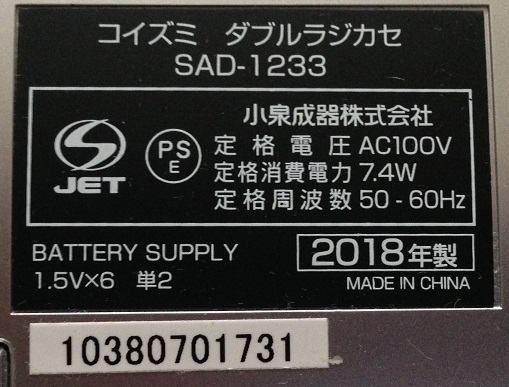 コイズミ ダブルラジカセ
SAD-1233
小泉成器株式会社
定格電圧 AC100V
定格消費電力 7.4W
定格周波数 50 - 60Hz
JET
PS
E
BATTERY SUPPLY
1.5V×6 単2
2018年製
MADE IN CHINA
10380701731